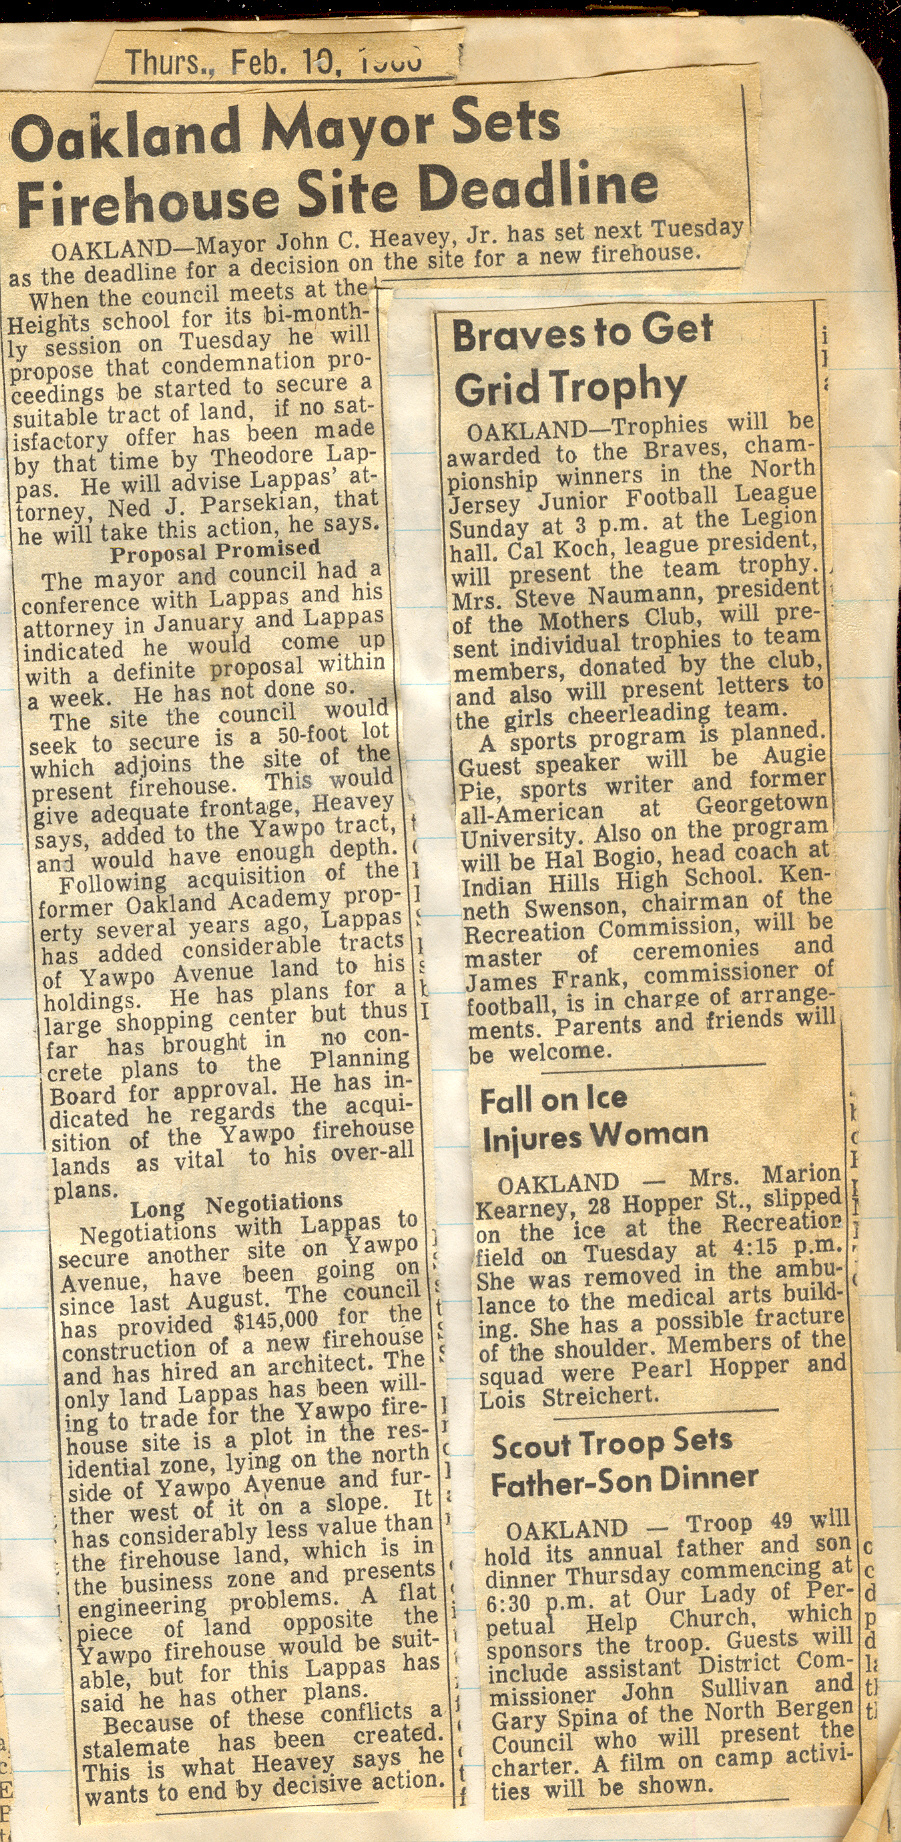 Thurs., Feb. 10,
Oakland Mayor Sets
Firehouse Site Deadline
OAKLAND—Mayor John C. Heavey, Jr. has set next Tuesday
as the deadline for a decision on the site for a new firehouse.
When the council meets at the
Heights school for its bi-month-
ly session on Tuesday he will
propose that condemnation pro-
ceedings be started to secure a
suitable tract of land, if no sat-
isfactory offer has been made
by that time by Theodore Lap-
pas. He will advise Lappas' at-
torney, Ned J. Parsekian, that
he will take this action, he says.
Proposal Promised
The mayor and council had a
conference with Lappas and his
attorney in January and Lappas
indicated he would come up
with a definite proposal within
a week. He has not done so.
The site the council would
seek to secure is a 50-foot lot
which adjoins the site of the
present firehouse. This would
give adequate frontage, Heavey
says, added to the Yawpo tract,
and would have enough depth.
Following acquisition of the
former Oakland Academy prop-
erty several years ago, Lappas
has added considerable tracts
of Yawpo Avenue land to his
holdings. He has plans for a
large shopping center but thus
far has brought in no con-
crete plans to the Planning
Board for approval. He has in-
dicated he regards the acqui-
sition of the Yawpo firehouse
lands as vital to his over-all
plans.
Long Negotiations
Negotiations with Lappas to
secure another site on Yawpo
Avenue, have been going on
since last August. The council
has provided $145,000 for the
construction of a new firehouse
and has hired an architect. The
only land Lappas has been will-
ing to trade for the Yawpo fire-
house site is a plot in the res-
idential zone, lying on the north
side of Yawpo Avenue and fur-
ther west of it on a slope. It
has considerably less value than
the firehouse land, which is in
the business zone and presents
engineering problems. A flat
piece of land opposite the
Yawpo firehouse would be suit-
able, but for this Lappas has
said he has other plans.
Because of these conflicts a
stalemate has been created.
This is what Heavey says he
wants to end by decisive action.
Braves to Get
Grid Trophy
OAKLAND—Trophies will be
awarded to the Braves, cham-
pionship winners in the North
Jersey Junior Football League
Sunday at 3 p.m. at the Legion
hall. Cal Koch, league president,
will present the team trophy.
Mrs. Steve Naumann, president
of the Mothers Club, will pre-
sent individual trophies to team
members, donated by the club,
and also will present letters to
the girls cheerleading team.
A sports program is planned.
Guest speaker will be Augie
Pie, sports writer and former
all-American at Georgetown
University. Also on the program
will be Hal Bogio, head coach at
Indian Hills High School. Ken-
neth Swenson, chairman of the
Recreation Commission, will be
master of ceremonies and
James Frank, commissioner of
football, is in charge of arrange-
ments. Parents and friends will
be welcome.
Fall on Ice
Injures Woman
OAKLAND — Mrs. Marion
Kearney, 28 Hopper St., slipped
on the ice at the Recreation
field on Tuesday at 4:15 p.m.
She was removed in the ambu-
lance to the medical arts build-
ing. She has a possible fracture
of the shoulder. Members of the
squad were Pearl Hopper and
Lois Streichert.
Scout Troop Sets
Father-Son Dinner
OAKLAND — Troop 49 will
hold its annual father and son
dinner Thursday commencing at
6:30 p.m. at Our Lady of Per-
petual Help Church, which
sponsors the troop. Guests will
include assistant District Com-
missioner John Sullivan and
Gary Spina of the North Bergen
Council who will present the
charter. A film on camp activi-
ties will be shown.